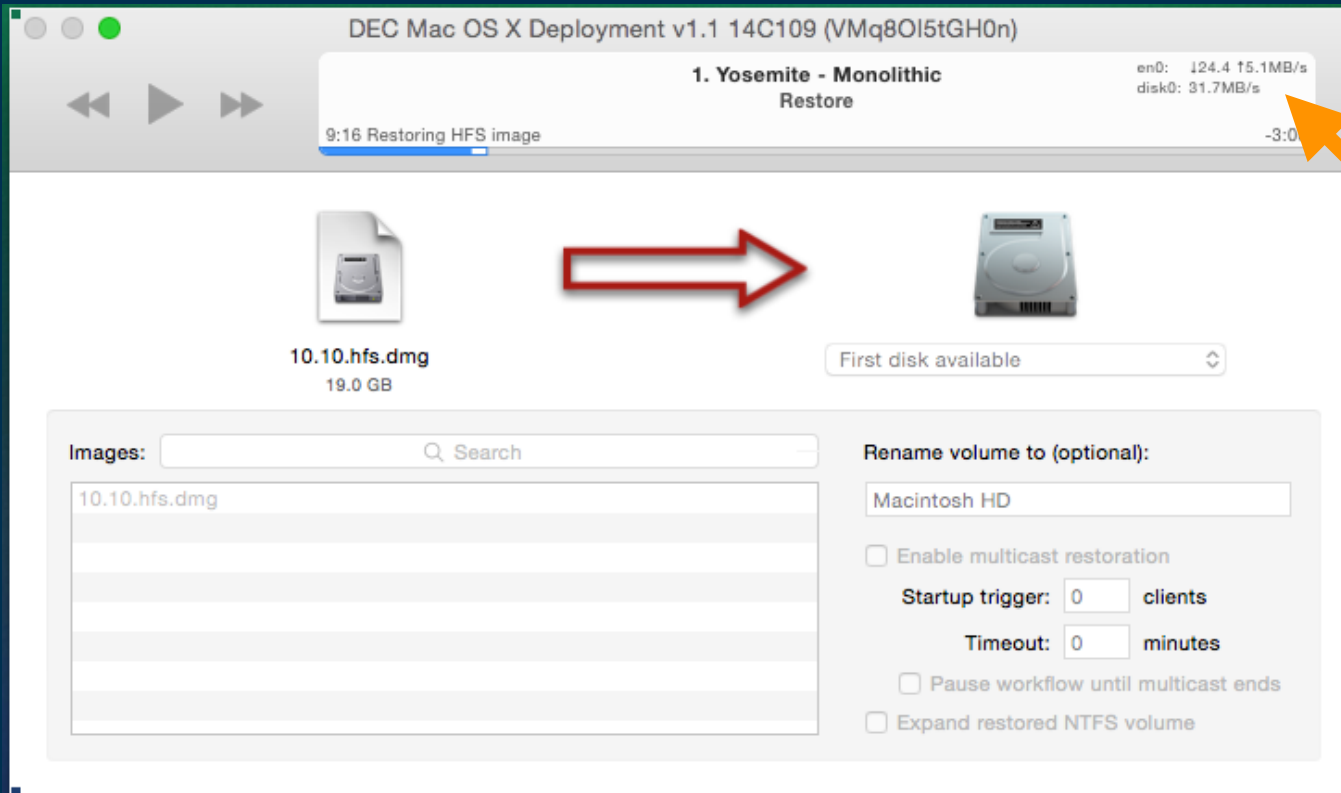 DEC Mac OS X Deployment v1.1 14C109 (VMq8OI5tGH0n)
1. Yosemite - Monolithic
Restore
en0: ↓24.4 ↑5.1MB/s
disk0: 31.7MB/s
9:16 Restoring HFS image
-3:0
10.10.hfs.dmg
19.0 GB
First disk available
Images:
Search
10.10.hfs.dmg
Rename volume to (optional):
Macintosh HD
Enable multicast restoration
Startup trigger: 0 clients
Timeout: 0 minutes
Pause workflow until multicast ends
Expand restored NTFS volume